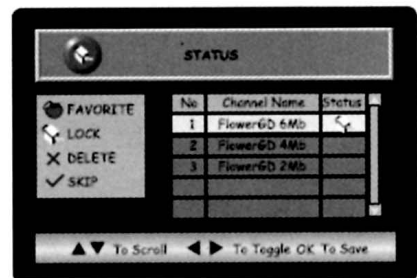 STATUS
FAVORITE
LOCK
DELETE
SKIP
No Channel Name Status
1 FlowerGD 6Mb
2 FlowerGD 4Mb
3 FlowerGD 2Mb
To Scroll To Toggle OK To Save